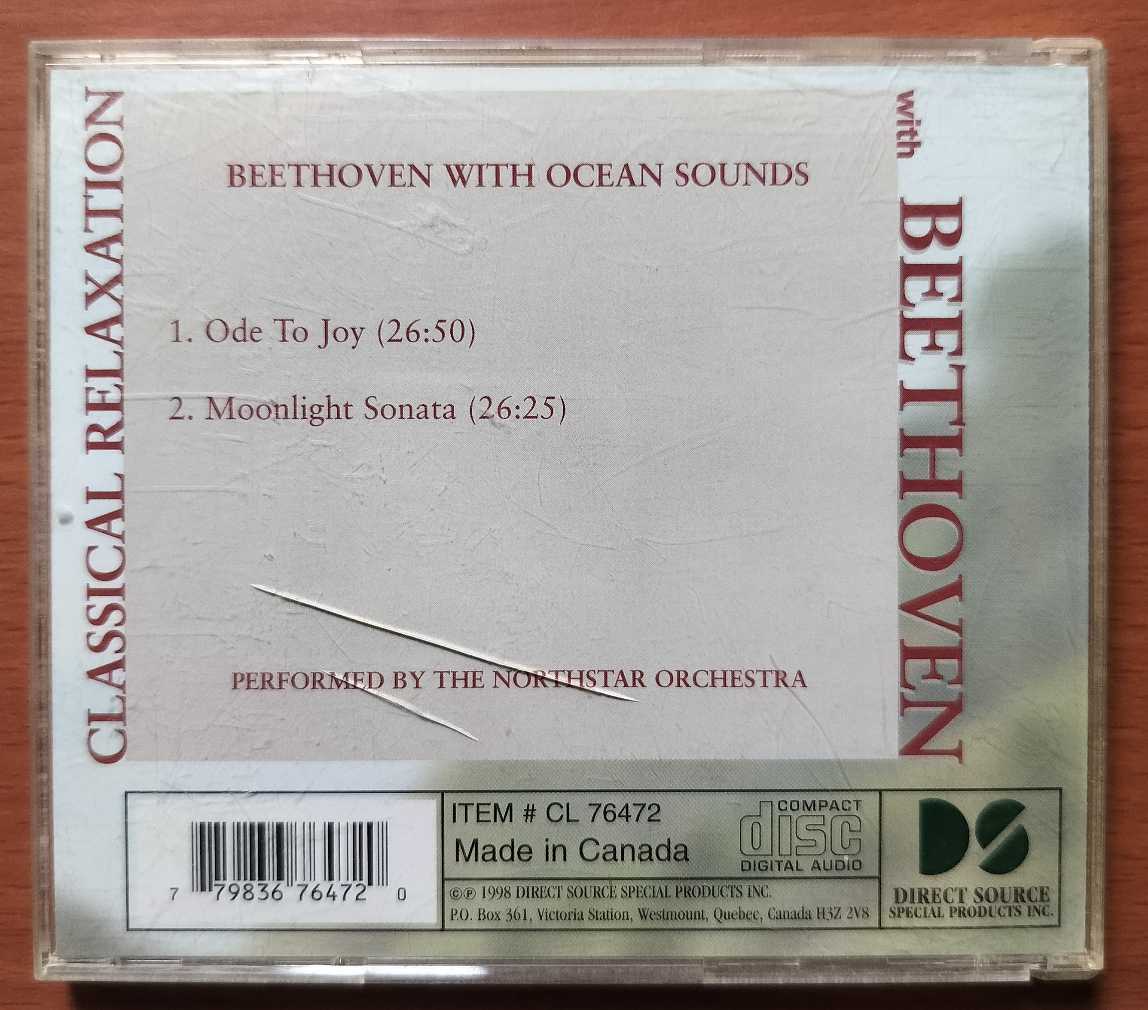 CLASSICAL RELAXATION
with BEETHOVEN
BEETHOVEN WITH OCEAN SOUNDS
1. Ode To Joy (26:50)
2. Moonlight Sonata (26:25)
PERFORMED BY THE NORTHSTAR ORCHESTRA
7 79836 76472 0
ITEM # CL 76472
Made in Canada
COMPACT
disc
DIGITAL AUDIO
©℗ 1998 DIRECT SOURCE SPECIAL PRODUCTS INC.
P.O. Box 361, Victoria Station, Westmount, Quebec, Canada H3Z 2V8
DS
DIRECT SOURCE
SPECIAL PRODUCTS INC.